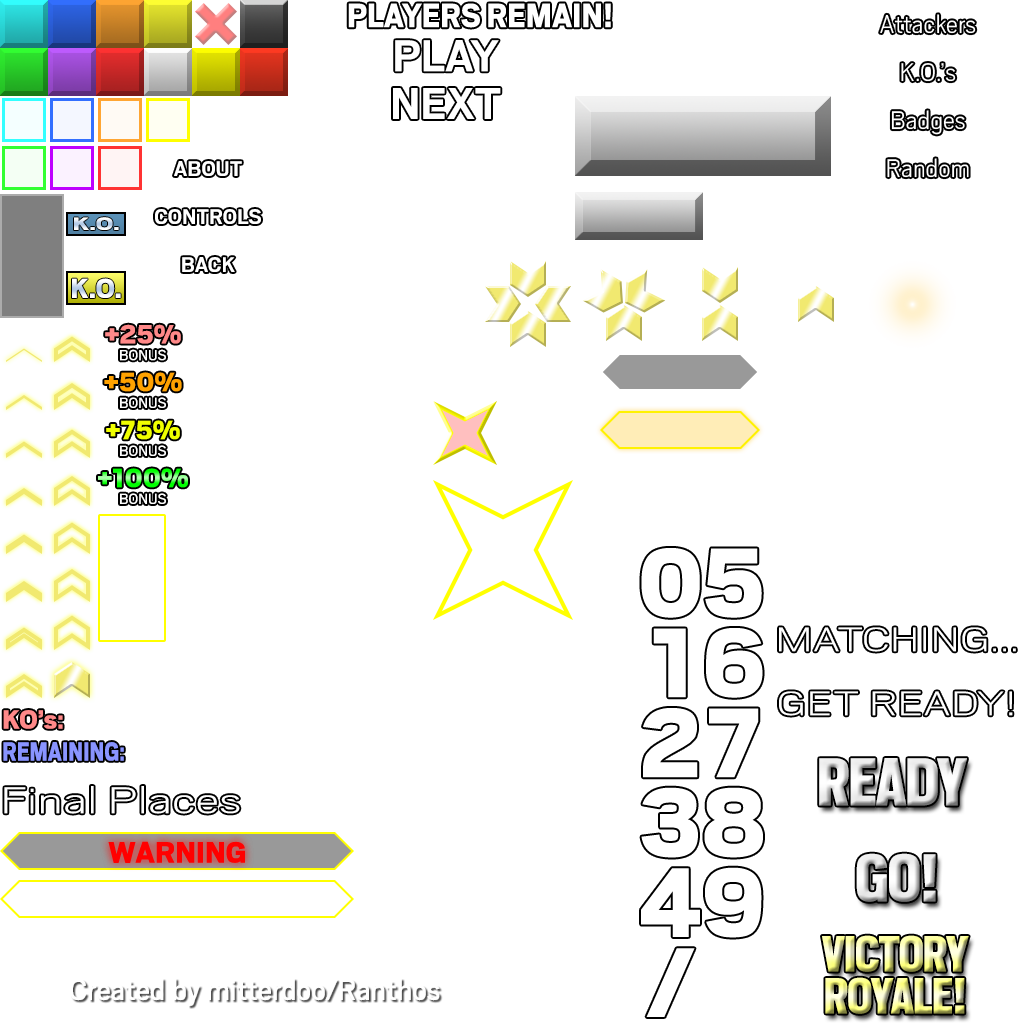 PLAYERS REMAIN!
PLAY
NEXT
Attackers
K.O.'s
Badges
Random
ABOUT
CONTROLS
BACK
K.O.
K.O.
+25%
BONUS
+50%
BONUS
+75%
BONUS
+100%
BONUS
KO's:
REMAINING:
Final Places
WARNING
05
16
27
38
49
/
MATCHING...
GET READY!
READY
GO!
VICTORY
ROYALE!
Created by mitterdoo/Ranthos